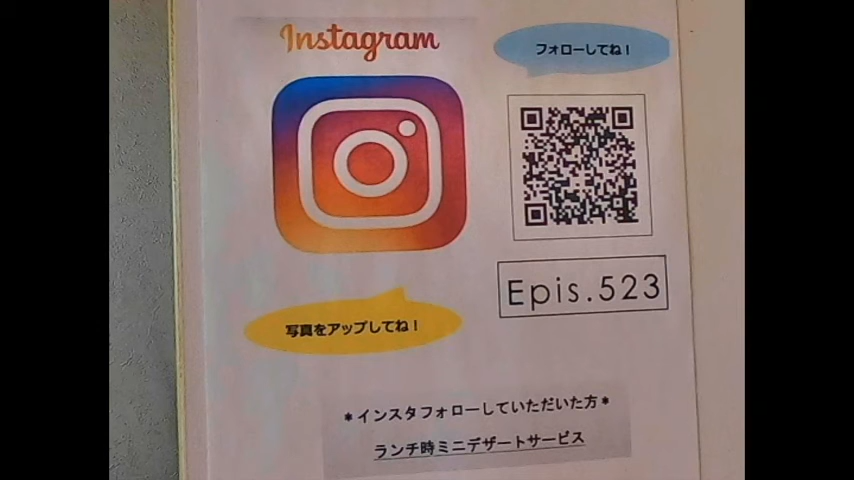 Instagram
フォローしてね！
Epis.523
写真をアップしてね！
*インスタフォローしていただいた方*
ランチ時ミニデザートサービス